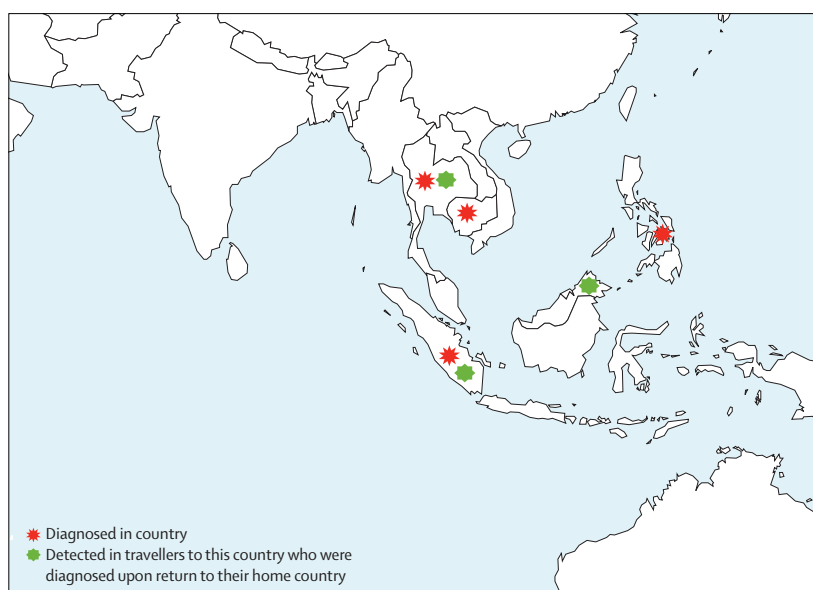 Diagnosed in country
Detected in travellers to this country who were
diagnosed upon return to their home country